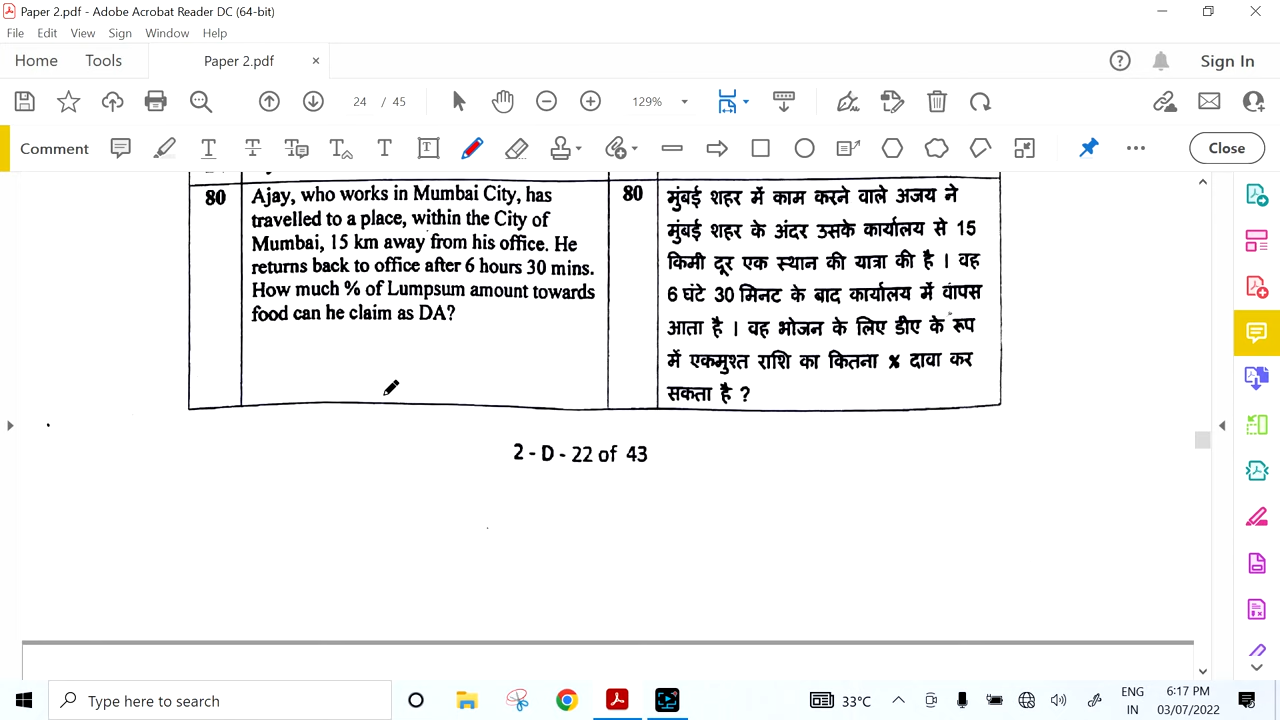 Paper 2.pdf - Adobe Acrobat Reader DC (64-bit)
File Edit View Sign Window Help
Home Tools Paper 2.pdf × Sign In
24 / 45 129%
Comment Close
80 Ajay, who works in Mumbai City, has
travelled to a place, within the City of
Mumbai, 15 km away from his office. He
returns back to office after 6 hours 30 mins.
How much % of Lumpsum amount towards
food can he claim as DA?
80 मुंबई शहर में काम करने वाले अजय ने
मुंबई शहर के अंदर उसके कार्यालय से 15
किमी दूर एक स्थान की यात्रा की है । वह
6 घंटे 30 मिनट के बाद कार्यालय में वापस
आता है । वह भोजन के लिए डीए के रूप
में एकमुश्त राशि का कितना % दावा कर
सकता है ?
2 - D - 22 of 43
Type here to search
33°C
ENG
IN
6:17 PM
03/07/2022